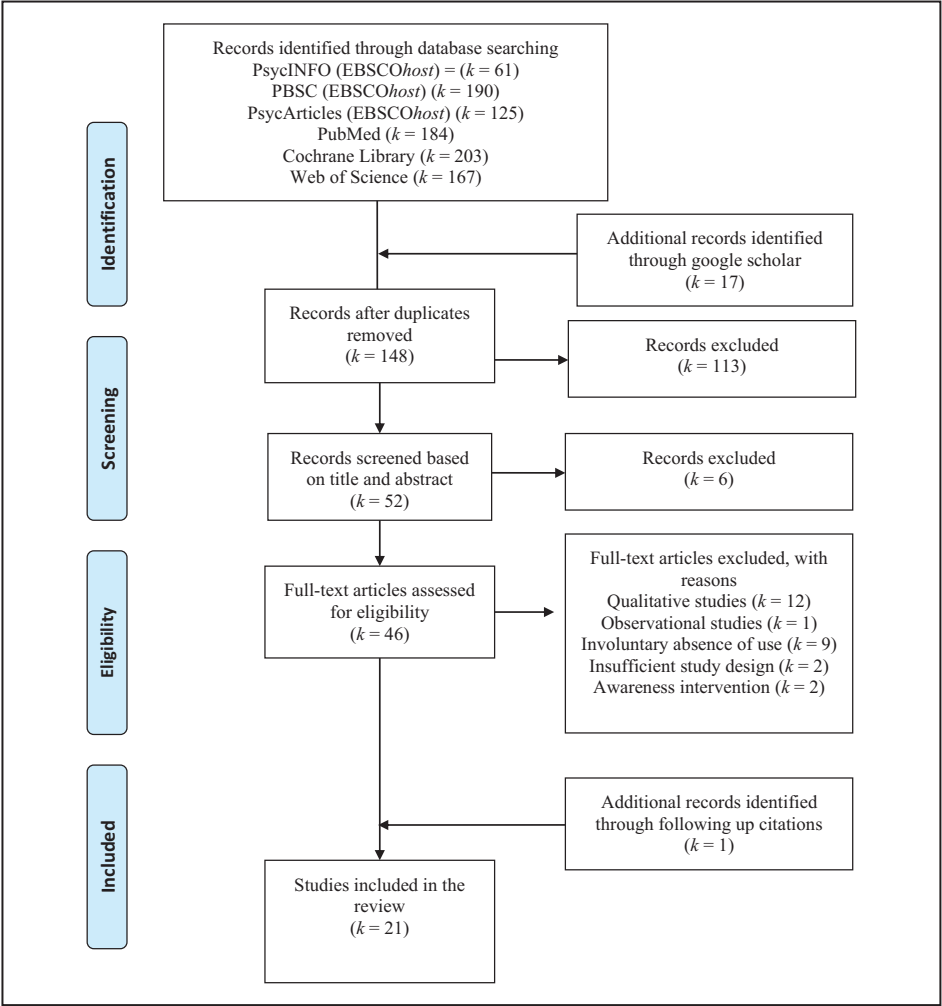 Records identified through database searching
PsycINFO (EBSCOhost) = (k = 61)
PBSC (EBSCOhost) (k = 190)
PsycArticles (EBSCOhost) (k = 125)
PubMed (k = 184)
Cochrane Library (k = 203)
Web of Science (k = 167)
Identification
Additional records identified
through google scholar
(k = 17)
Records after duplicates
removed
(k = 148)
Records excluded
(k = 113)
Screening
Records screened based
on title and abstract
(k = 52)
Records excluded
(k = 6)
Eligibility
Full-text articles assessed
for eligibility
(k = 46)
Full-text articles excluded, with
reasons
Qualitative studies (k = 12)
Observational studies (k = 1)
Involuntary absence of use (k = 9)
Insufficient study design (k = 2)
Awareness intervention (k = 2)
Included
Additional records identified
through following up citations
(k = 1)
Studies included in the
review
(k = 21)